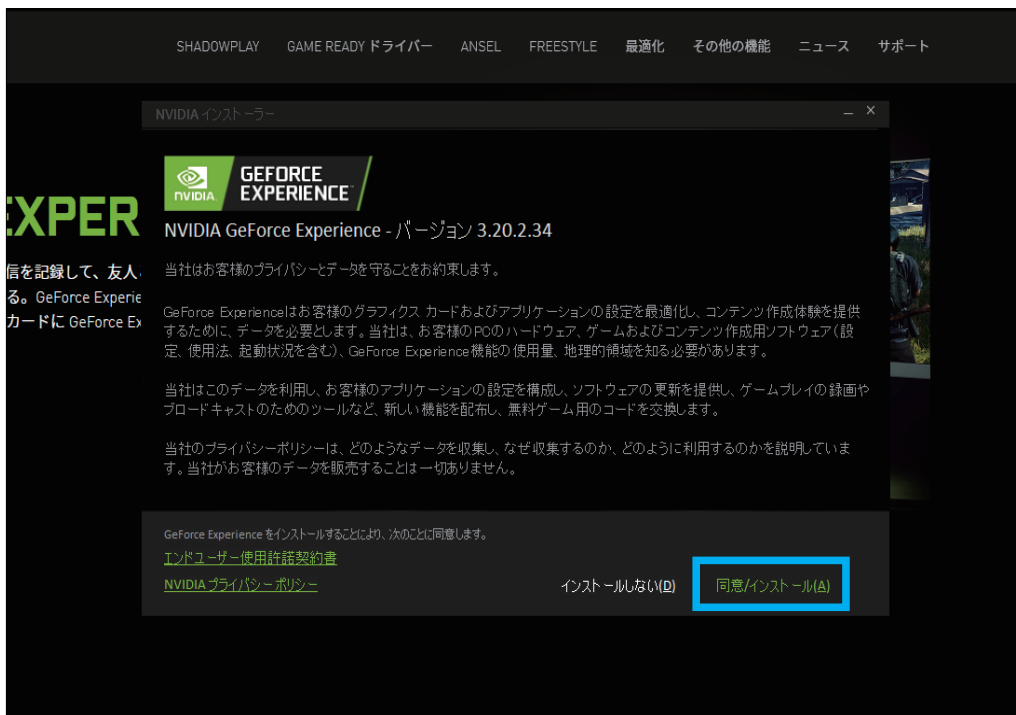 SHADOWPLAY GAME READY ドライバー ANSEL FREESTYLE 最適化 その他の機能 ニュース サポート
NVIDIA インストーラー
NVIDIA
GEFORCE
EXPERIENCE
EXPER
NVIDIA GeForce Experience - バージョン 3.20.2.34
信を記録して、友人
当社はお客様のプライバシーとデータを守ることをお約束します。
る。GeForce Experie
カードに GeForce Ex
GeForce Experienceはお客様のグラフィクス カードおよびアプリケーションの設定を最適化し、コンテンツ作成体験を提供
するために、データを必要とします。当社は、お客様のPCのハードウェア、ゲームおよびコンテンツ作成用ソフトウェア(設
定、使用法、起動状況を含む)、GeForce Experience機能の使用量、地理的領域を知る必要があります。
当社はこのデータを利用し、お客様のアプリケーションの設定を構成し、ソフトウェアの更新を提供し、ゲームプレイの録画や
ブロードキャストのためのツールなど、新しい機能を配布し、無料ゲーム用のコードを交換します。
当社のプライバシーポリシーは、どのようなデータを収集し、なぜ収集するのか、どのように利用するのかを説明していま
す。当社がお客様のデータを販売することは一切ありません。
GeForce Experience をインストールすることにより、次のことに同意します。
エンドユーザー使用許諾契約書
NVIDIA プライバシーポリシー
インストールしない(D) 同意/インストール(A)